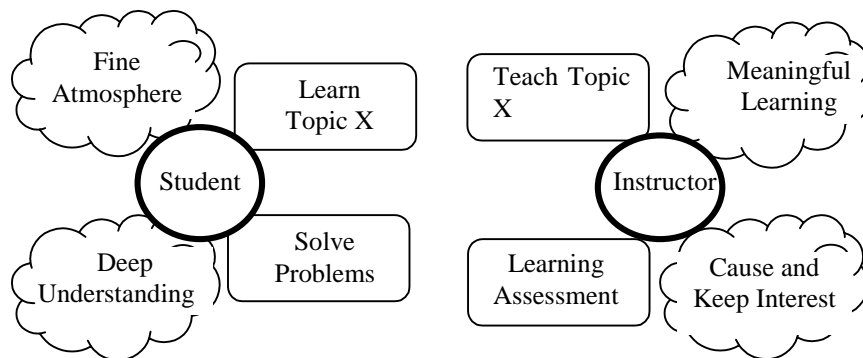 Fine
Atmosphere
Learn
Topic X
Student
Deep
Understanding
Solve
Problems
Teach Topic
X
Meaningful
Learning
Instructor
Learning
Assessment
Cause and
Keep Interest